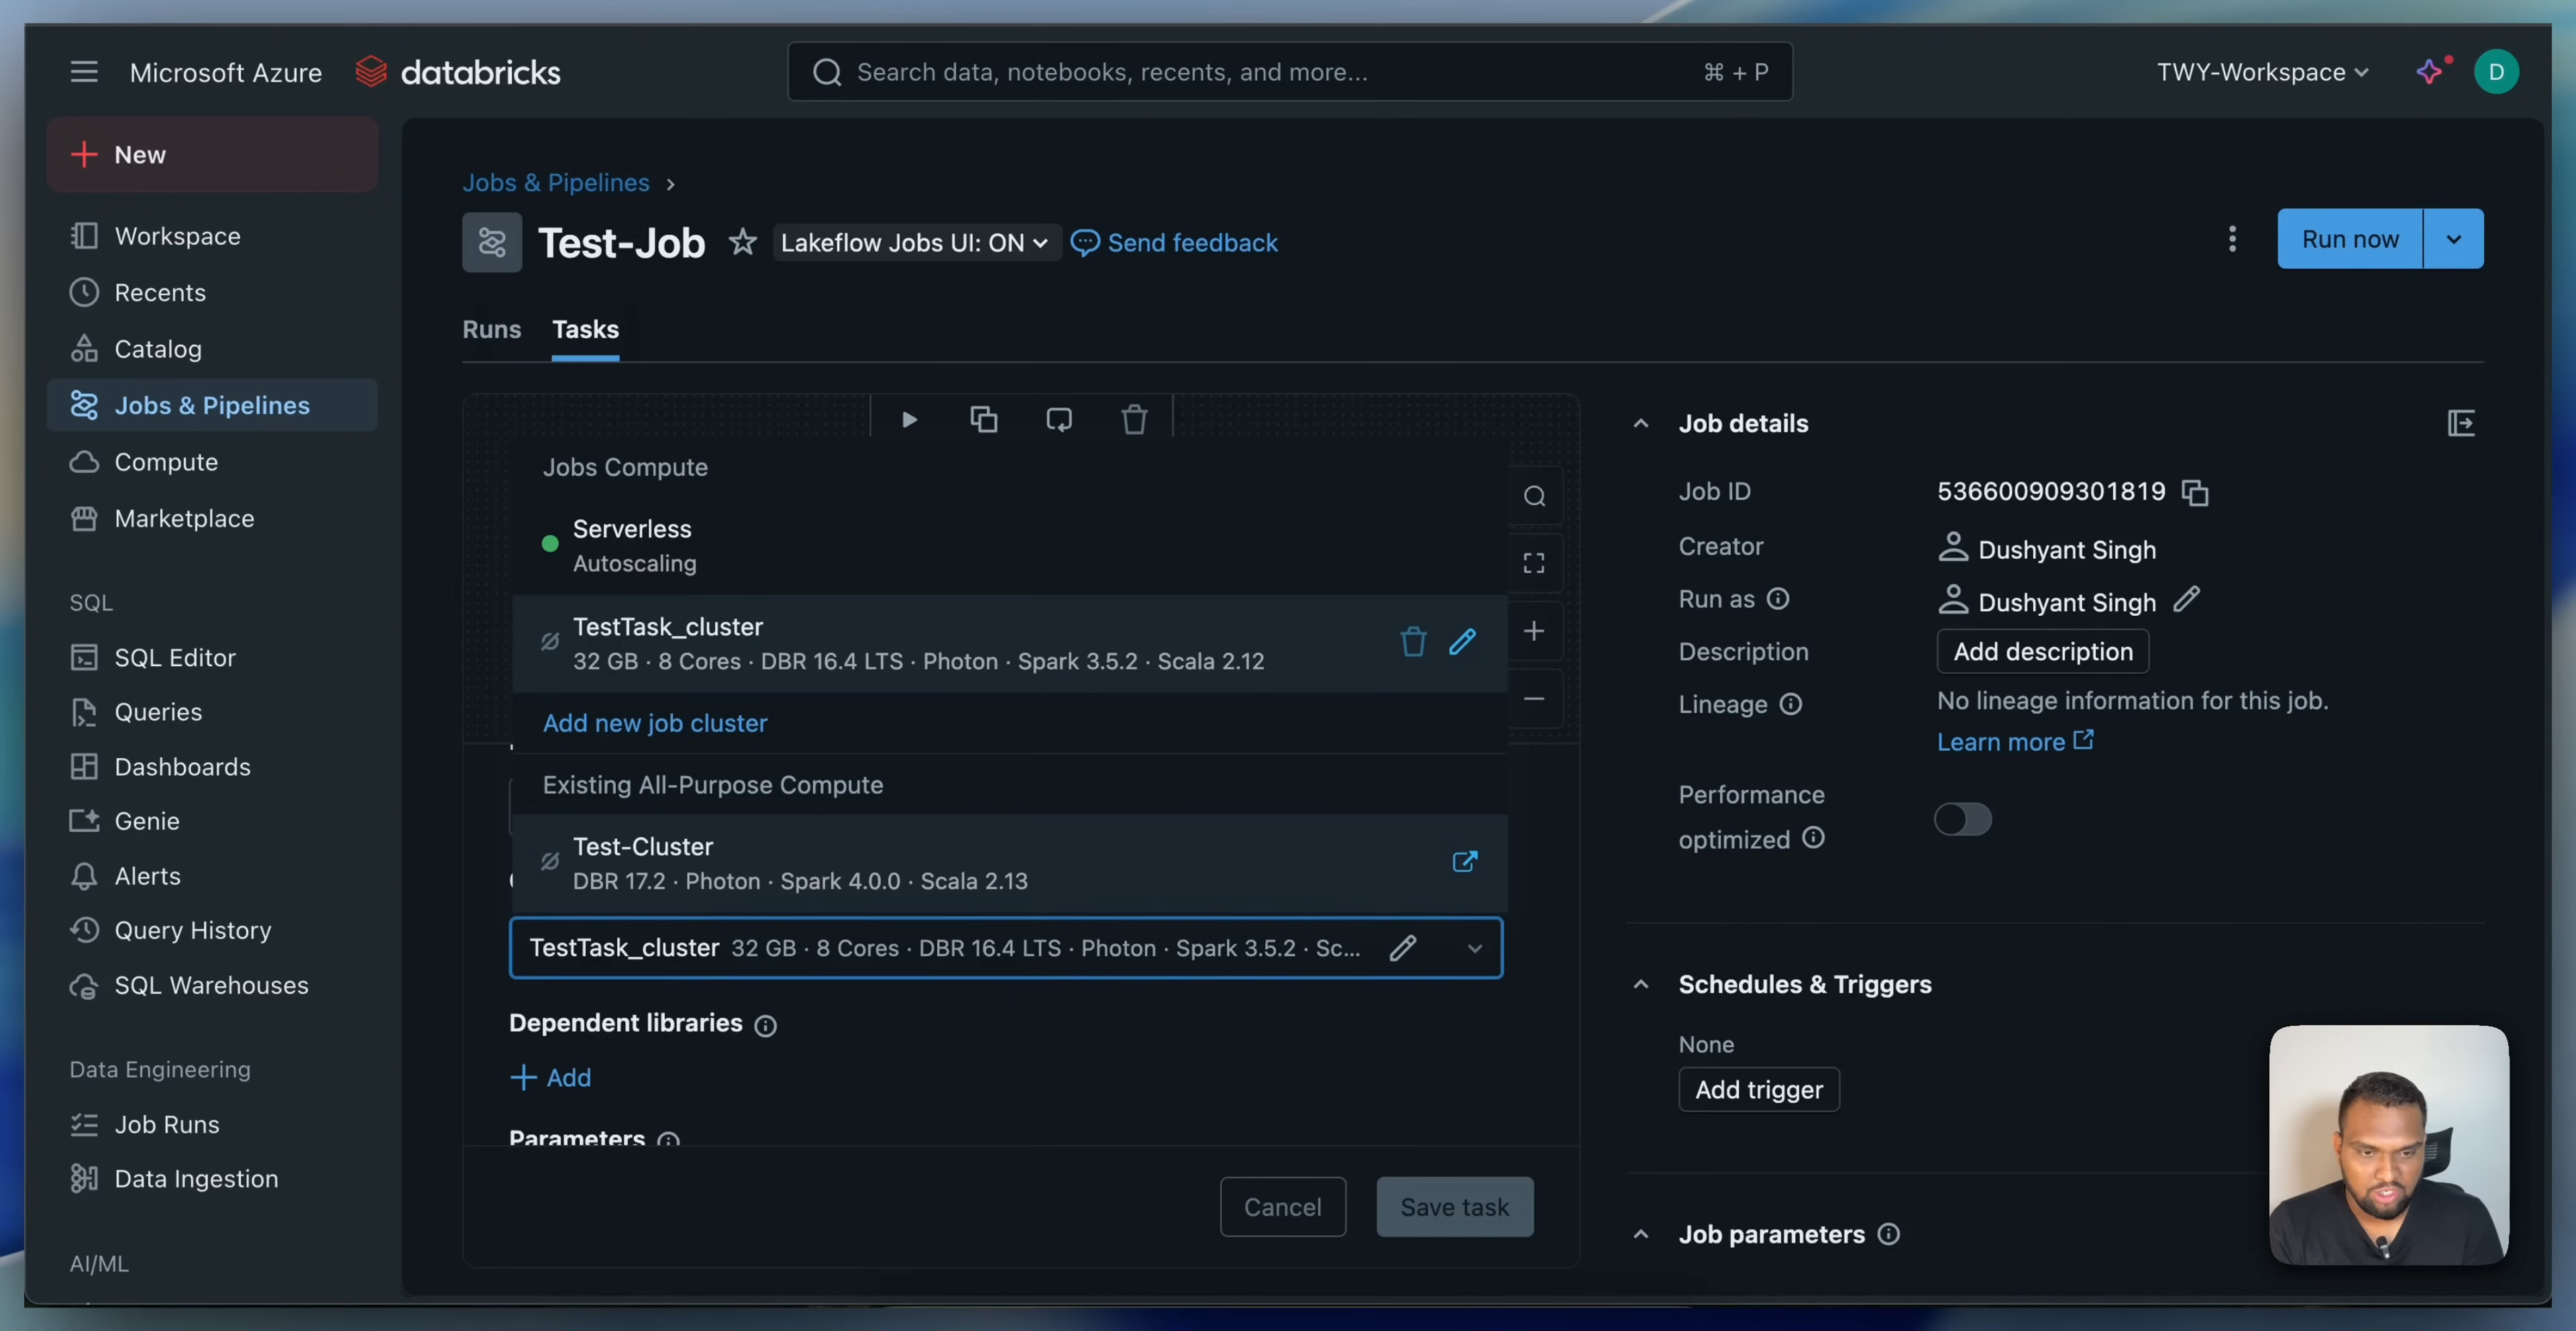 Microsoft Azure
databricks
Search data, notebooks, recents, and more...
⌘ + P
TWY-Workspace
D
New
Workspace
Recents
Catalog
Jobs & Pipelines
Compute
Marketplace
SQL
SQL Editor
Queries
Dashboards
Genie
Alerts
Query History
SQL Warehouses
Data Engineering
Job Runs
Data Ingestion
AI/ML
Jobs & Pipelines
Test-Job
Lakeflow Jobs UI: ON
Send feedback
Run now
Runs
Tasks
Jobs Compute
Serverless
Autoscaling
TestTask_cluster
32 GB · 8 Cores · DBR 16.4 LTS · Photon · Spark 3.5.2 · Scala 2.12
Add new job cluster
Existing All-Purpose Compute
Test-Cluster
DBR 17.2 · Photon · Spark 4.0.0 · Scala 2.13
TestTask_cluster 32 GB · 8 Cores · DBR 16.4 LTS · Photon · Spark 3.5.2 · Sc...
Dependent libraries
Add
Parameters
Cancel
Save task
Job details
Job ID
536600909301819
Creator
Dushyant Singh
Run as
Dushyant Singh
Description
Add description
Lineage
No lineage information for this job.
Learn more
Performance
optimized
Schedules & Triggers
None
Add trigger
Job parameters